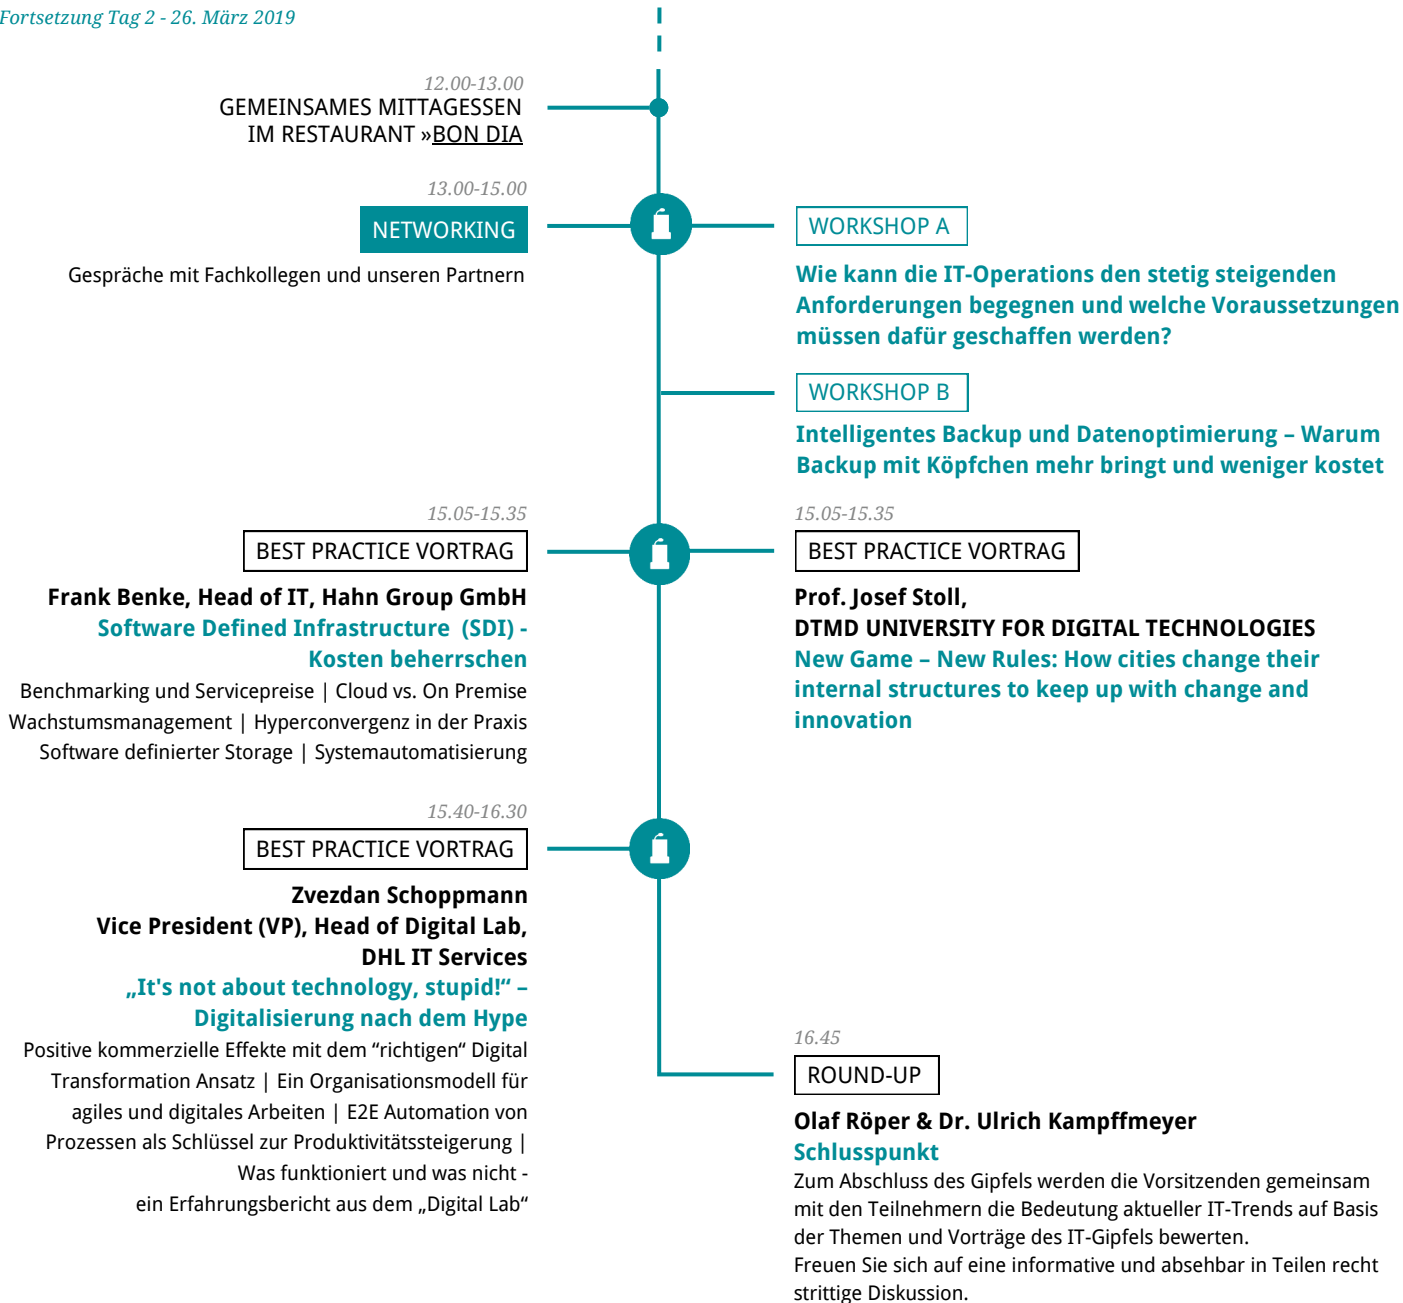 Fortsetzung Tag 2 - 26. März 2019
12.00-13.00
GEMEINSAMES MITTAGESSEN
IM RESTAURANT »BON DIA
13.00-15.00
NETWORKING
Gespräche mit Fachkollegen und unseren Partnern
WORKSHOP A
Wie kann die IT-Operations den stetig steigenden
Anforderungen begegnen und welche Voraussetzungen
müssen dafür geschaffen werden?
WORKSHOP B
Intelligentes Backup und Datenoptimierung – Warum
Backup mit Köpfchen mehr bringt und weniger kostet
15.05-15.35
BEST PRACTICE VORTRAG
Frank Benke, Head of IT, Hahn Group GmbH
Software Defined Infrastructure (SDI) -
Kosten beherrschen
Benchmarking und Servicepreise | Cloud vs. On Premise
Wachstumsmanagement | Hyperconvergenz in der Praxis
Software definierter Storage | Systemautomatisierung
15.05-15.35
BEST PRACTICE VORTRAG
Prof. Josef Stoll,
DTMD UNIVERSITY FOR DIGITAL TECHNOLOGIES
New Game – New Rules: How cities change their
internal structures to keep up with change and
innovation
15.40-16.30
BEST PRACTICE VORTRAG
Zvezdan Schoppmann
Vice President (VP), Head of Digital Lab,
DHL IT Services
„It's not about technology, stupid!“ –
Digitalisierung nach dem Hype
Positive kommerzielle Effekte mit dem “richtigen“ Digital
Transformation Ansatz | Ein Organisationsmodell für
agiles und digitales Arbeiten | E2E Automation von
Prozessen als Schlüssel zur Produktivitätssteigerung |
Was funktioniert und was nicht -
ein Erfahrungsbericht aus dem „Digital Lab“
16.45
ROUND-UP
Olaf Röper & Dr. Ulrich Kampffmeyer
Schlusspunkt
Zum Abschluss des Gipfels werden die Vorsitzenden gemeinsam
mit den Teilnehmern die Bedeutung aktueller IT-Trends auf Basis
der Themen und Vorträge des IT-Gipfels bewerten.
Freuen Sie sich auf eine informative und absehbar in Teilen recht
strittige Diskussion.